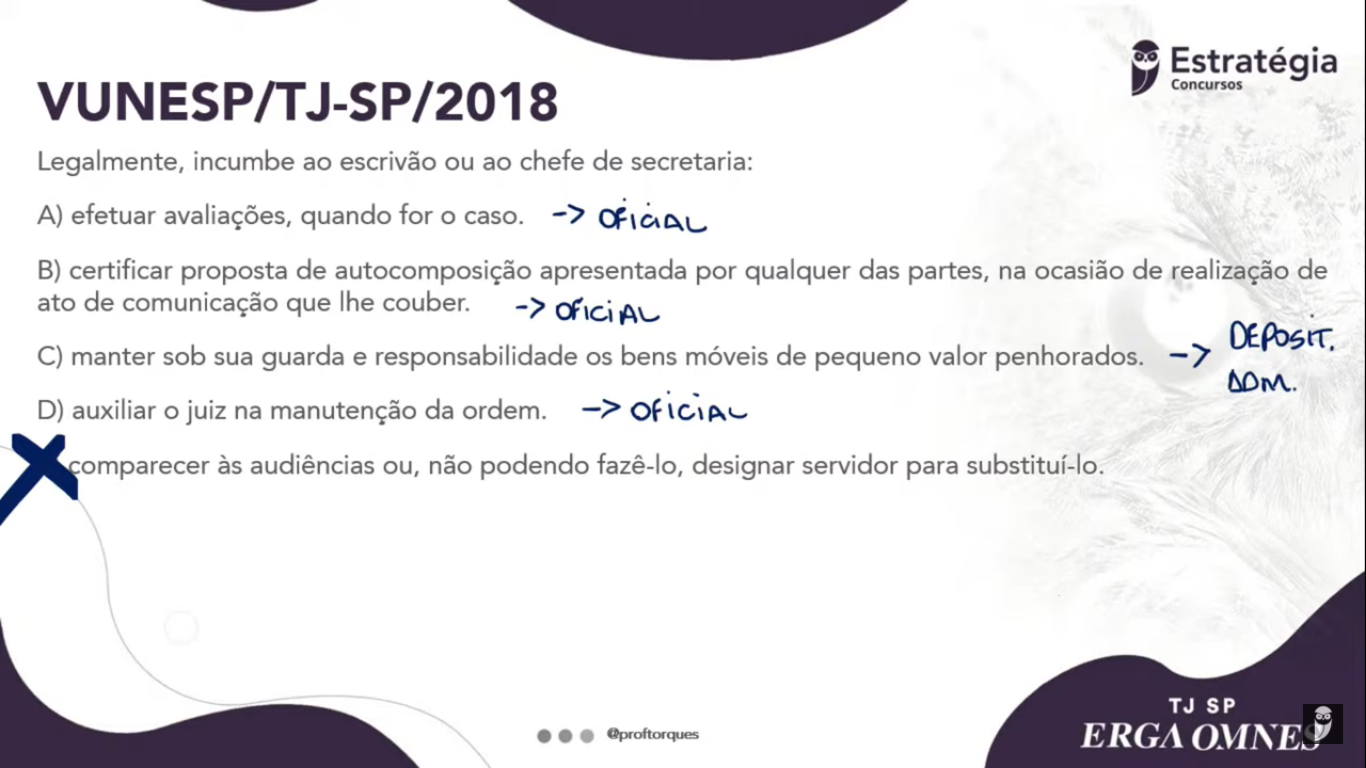 Estratégia
Concursos
VUNESP/TJ-SP/2018
Legalmente, incumbe ao escrivão ou ao chefe de secretaria:
A) efetuar avaliações, quando for o caso. -> OFICIAL
B) certificar proposta de autocomposição apresentada por qualquer das partes, na ocasião de realização de
ato de comunicação que lhe couber. -> OFICIAL
C) manter sob sua guarda e responsabilidade os bens móveis de pequeno valor penhorados. -> DEPOSIT.
ADM.
D) auxiliar o juiz na manutenção da ordem. -> OFICIAL
comparecer às audiências ou, não podendo fazê-lo, designar servidor para substituí-lo.
@proftorques
TJ SP
ERGA OMNES